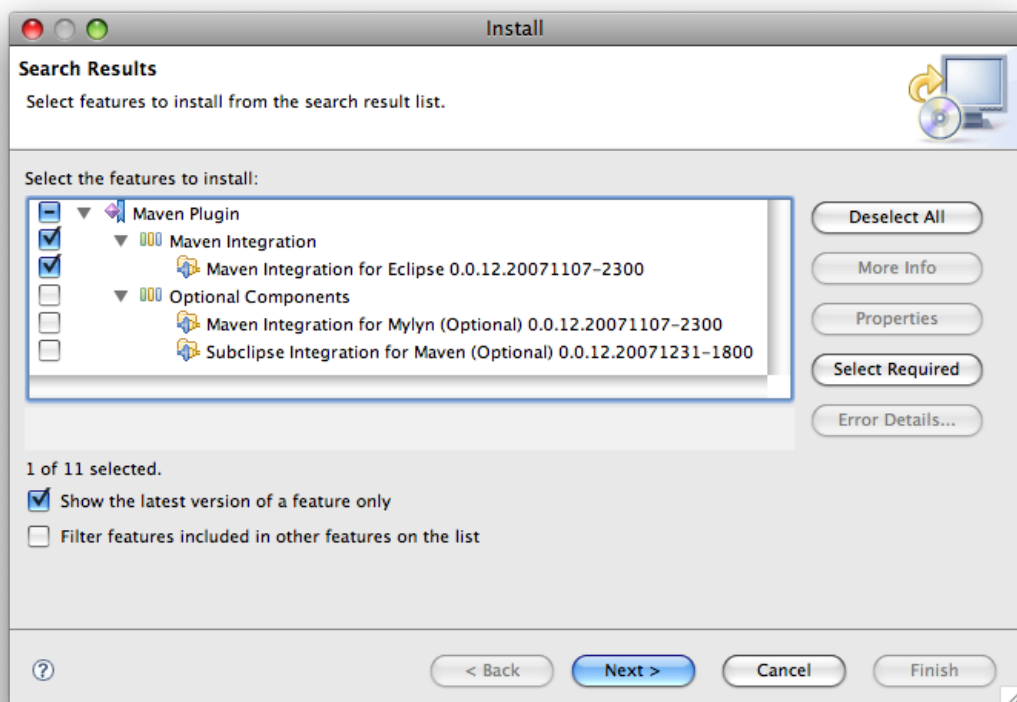 Install
Search Results
Select features to install from the search result list.
Select the features to install:
Maven Plugin
Maven Integration
Maven Integration for Eclipse 0.0.12.20071107-2300
Optional Components
Maven Integration for Mylyn (Optional) 0.0.12.20071107-2300
Subclipse Integration for Maven (Optional) 0.0.12.20071231-1800
Deselect All
More Info
Properties
Select Required
Error Details...
1 of 11 selected.
Show the latest version of a feature only
Filter features included in other features on the list
?
< Back
Next >
Cancel
Finish